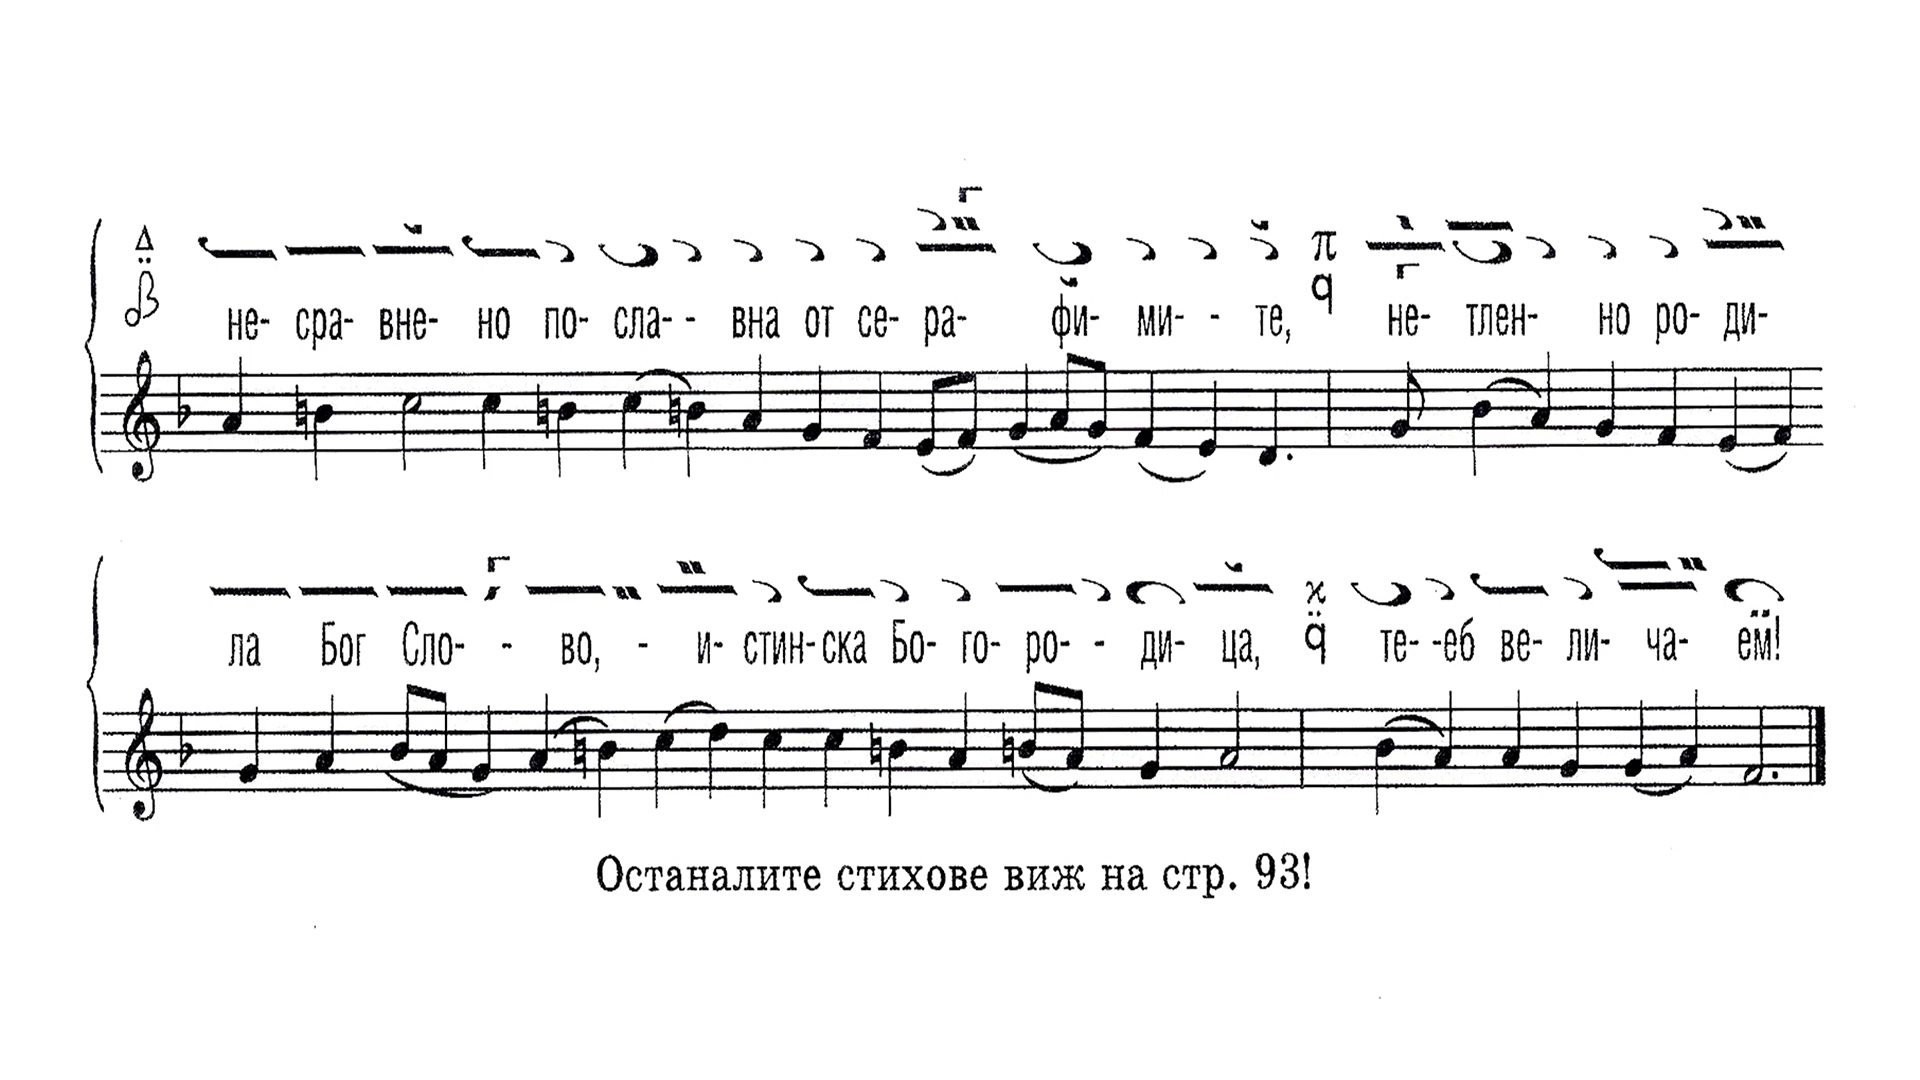 не- сра- вне- но по- сла- - вна от се- ра- фи- ми- - те, не- тлен- но ро- ди-
ла Бог Сло- - во, - и- стин- ска Бо- го- ро- - ди- ца, те- -еб ве- ли- ча- ем!
Останалите стихове виж на стр. 93!